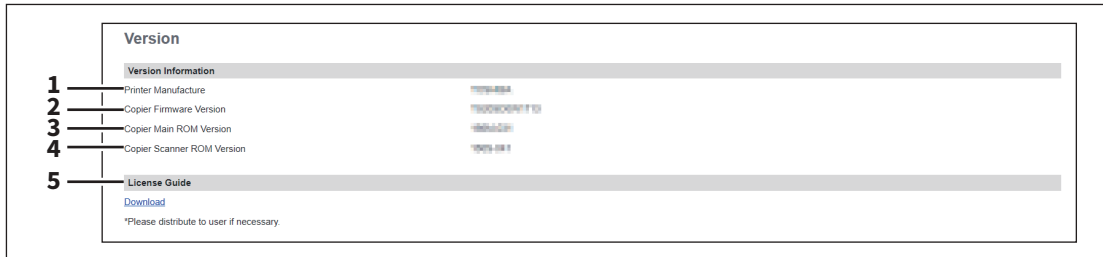 Version
Version Information
1 Printer Manufacture
2 Copier Firmware Version
3 Copier Main ROM Version
4 Copier Scanner ROM Version
5 License Guide
Download
*Please distribute to user if necessary.